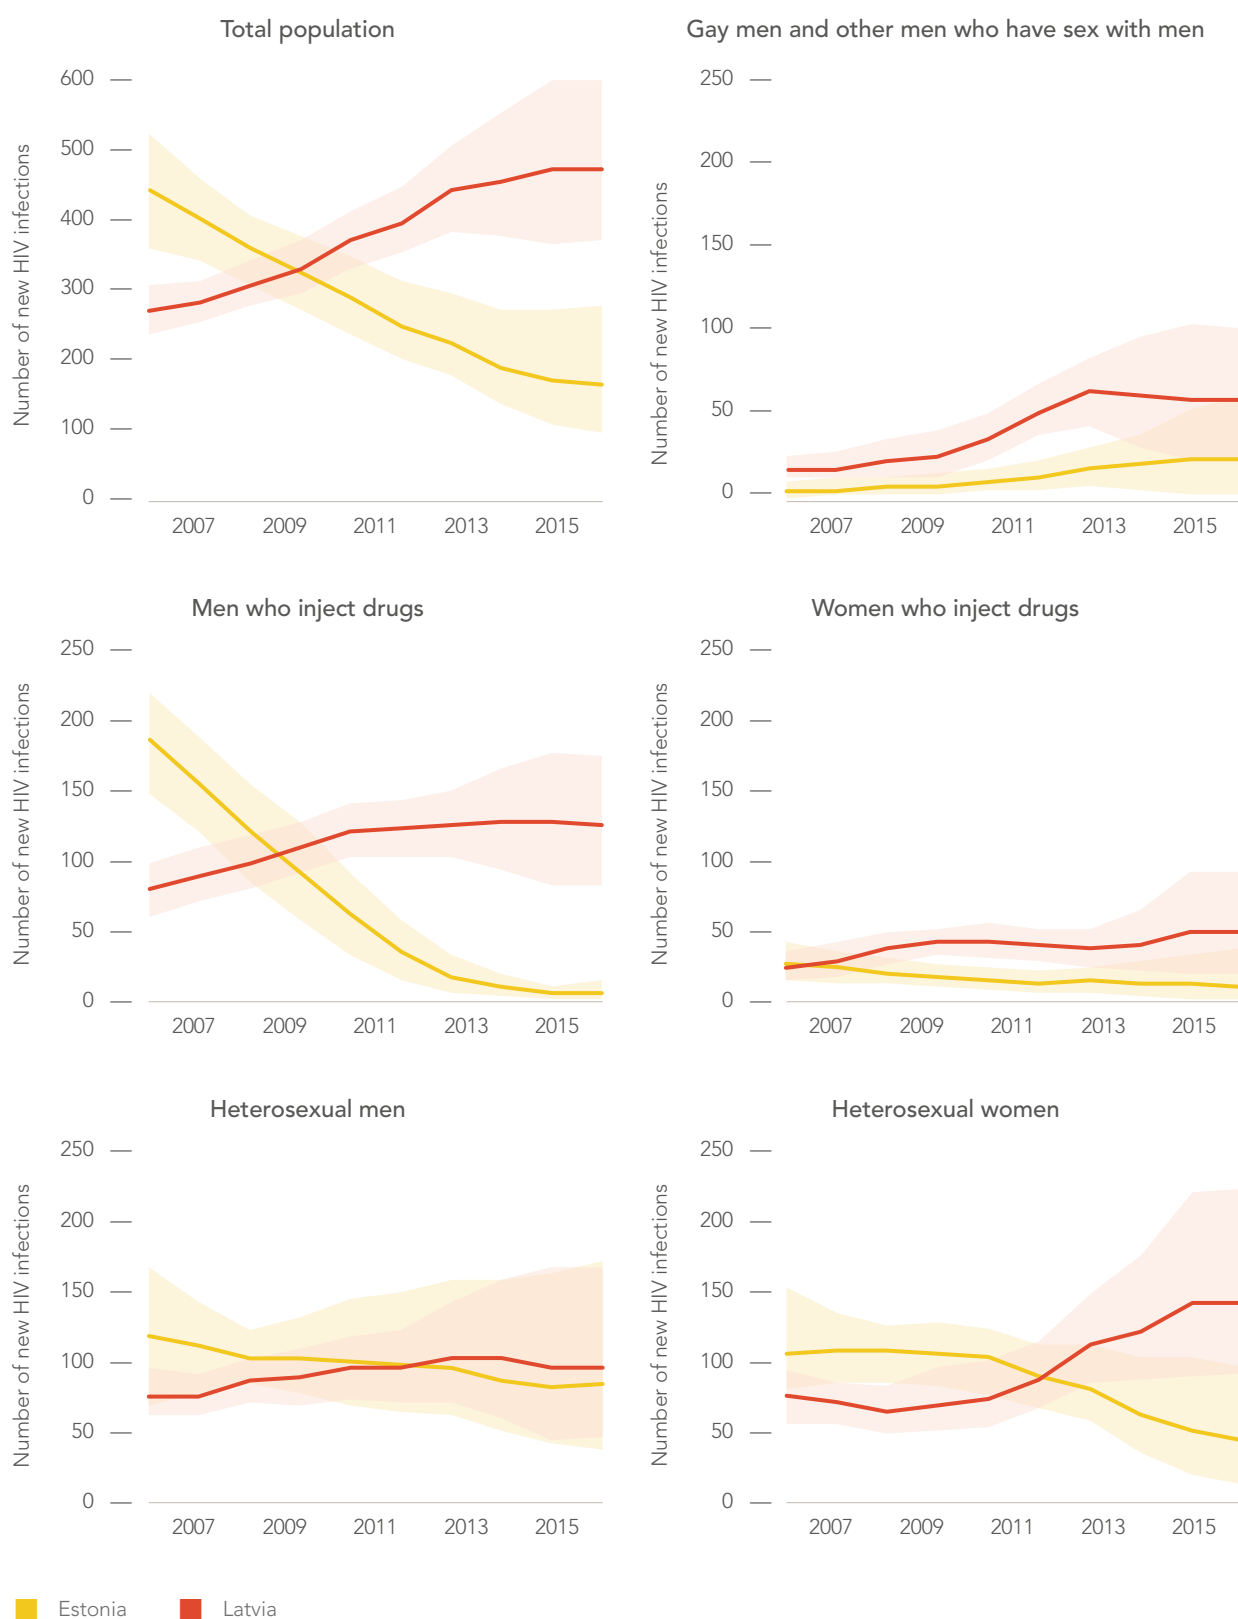 Total population
600
500
400
300
200
100
0
Number of new HIV infections
2007 2009 2011 2013 2015
Gay men and other men who have sex with men
250
200
150
100
50
0
Number of new HIV infections
2007 2009 2011 2013 2015
Men who inject drugs
250
200
150
100
50
0
Number of new HIV infections
2007 2009 2011 2013 2015
Women who inject drugs
250
200
150
100
50
0
Number of new HIV infections
2007 2009 2011 2013 2015
Heterosexual men
250
200
150
100
50
0
Number of new HIV infections
2007 2009 2011 2013 2015
Heterosexual women
250
200
150
100
50
0
Number of new HIV infections
2007 2009 2011 2013 2015
Estonia Latvia